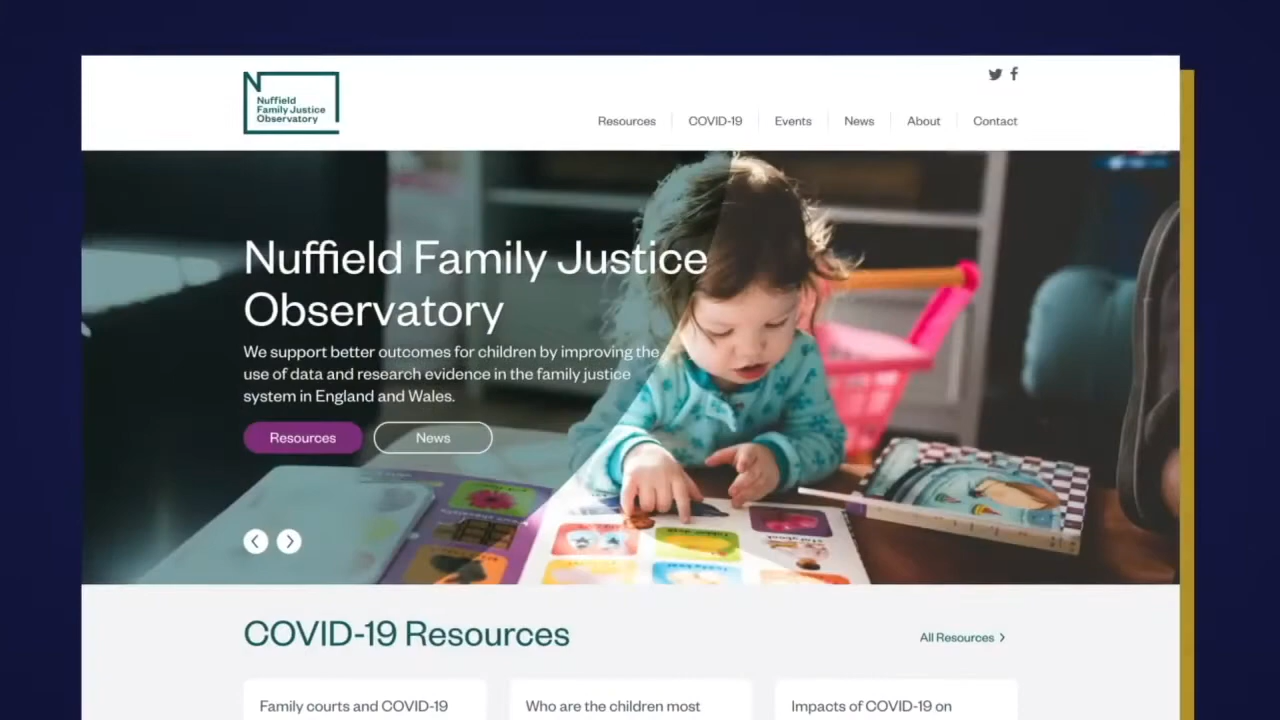 Nuffield
Family Justice
Observatory
Resources
COVID-19
Events
News
About
Contact
Nuffield Family Justice
Observatory
We support better outcomes for children by improving the
use of data and research evidence in the family justice
system in England and Wales.
Resources
News
COVID-19 Resources
All Resources
Family courts and COVID-19
Who are the children most
Impacts of COVID-19 on